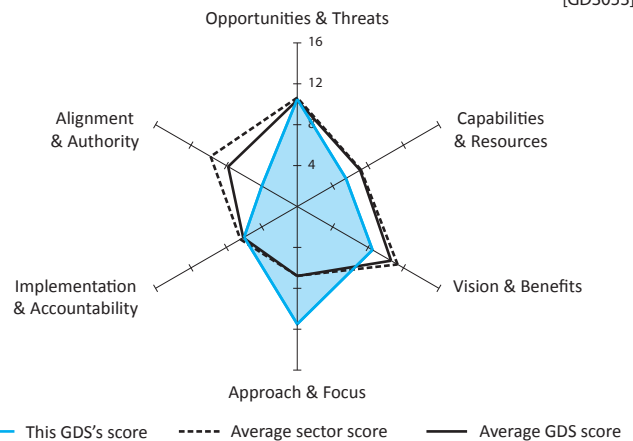 [GDS053]
Opportunities & Threats
16
12
8
4
Alignment
& Authority
Capabilities
& Resources
Implementation
& Accountability
Vision & Benefits
Approach & Focus
This GDS's score
Average sector score
Average GDS score